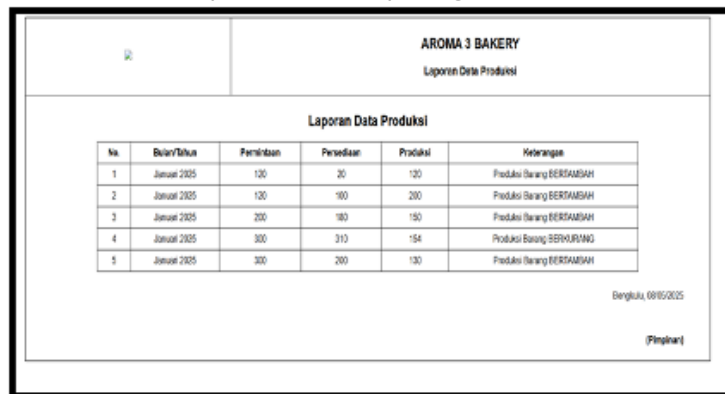 AROMA 3 BAKERY
Laporan Data Produksi
Laporan Data Produksi
No. Bulan/Tahun Permintaan Persediaan Produksi Keterangan
1 Januari 2025 120 20 120 Produksi Barang BERTAMBAH
2 Januari 2025 120 100 200 Produksi Barang BERTAMBAH
3 Januari 2025 200 180 150 Produksi Barang BERTAMBAH
4 Januari 2025 300 310 154 Produksi Barang BERKURANG
5 Januari 2025 300 200 130 Produksi Barang BERTAMBAH
Bengkulu, 08/05/2025
(Pimpinan)